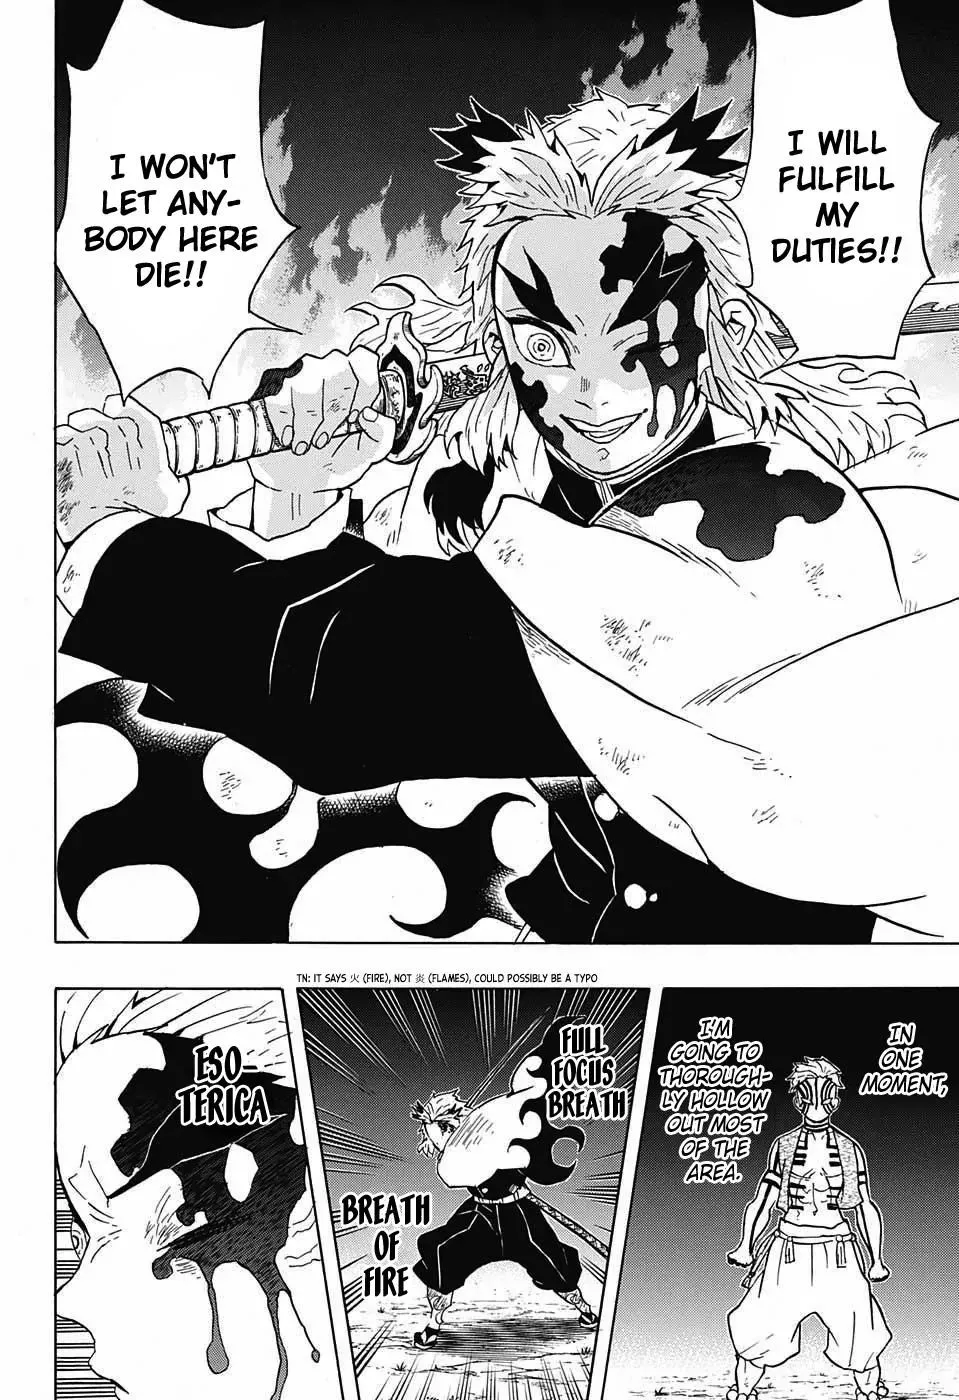 I WILL
FULFILL
MY
DUTIES!!
I WON'T
LET ANY-
BODY HERE
DIE!!
TN: IT SAYS 火 (FIRE), NOT 炎 (FLAMES), COULD POSSIBLY BE A TYPO
IN
ONE
MOMENT,
I'M
GOING TO
THOROUGH-
LY HOLLOW
OUT MOST
OF THE
AREA.
FULL
FOCUS
BREATH
BREATH
OF
FIRE
ESO-
TERICA